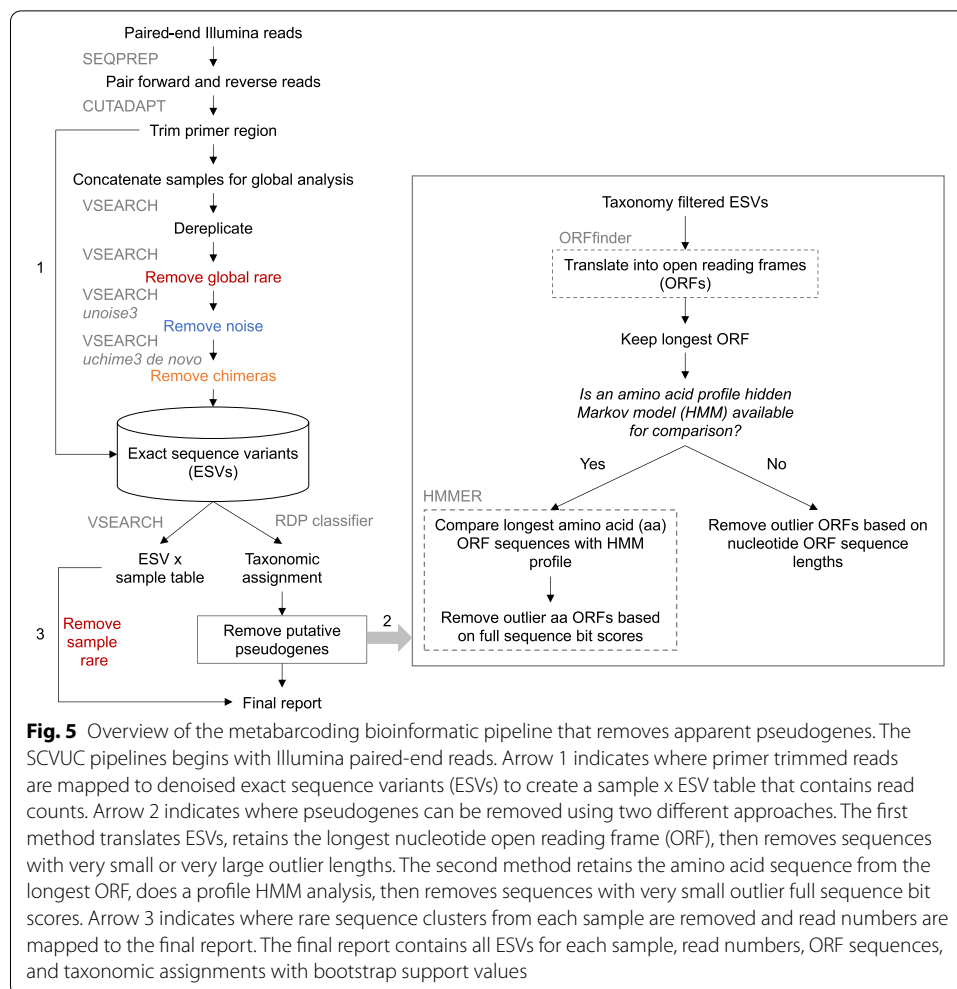 Paired-end Illumina reads
SEQPREP
Pair forward and reverse reads
CUTADAPT
Trim primer region
Concatenate samples for global analysis
VSEARCH
Dereplicate
VSEARCH
1
Remove global rare
VSEARCH
unoise3
Remove noise
VSEARCH
uchime3 de novo
Remove chimeras
Exact sequence variants
(ESVs)
VSEARCH
RDP classifier
ESV x
sample table
Taxonomic
assignment
3
Remove
sample
rare
Remove putative
pseudogenes
2
Final report
Taxonomy filtered ESVs
ORFfinder
Translate into open reading frames
(ORFs)
Keep longest ORF
Is an amino acid profile hidden
Markov model (HMM) available
for comparison?
Yes
No
HMMER
Compare longest amino acid (aa)
ORF sequences with HMM
profile
Remove outlier aa ORFs based
on full sequence bit scores
Remove outlier ORFs based on
nucleotide ORF sequence
lengths
Fig. 5 Overview of the metabarcoding bioinformatic pipeline that removes apparent pseudogenes. The
SCVUC pipelines begins with Illumina paired-end reads. Arrow 1 indicates where primer trimmed reads
are mapped to denoised exact sequence variants (ESVs) to create a sample x ESV table that contains read
counts. Arrow 2 indicates where pseudogenes can be removed using two different approaches. The first
method translates ESVs, retains the longest nucleotide open reading frame (ORF), then removes sequences
with very small or very large outlier lengths. The second method retains the amino acid sequence from the
longest ORF, does a profile HMM analysis, then removes sequences with very small outlier full sequence bit
scores. Arrow 3 indicates where rare sequence clusters from each sample are removed and read numbers are
mapped to the final report. The final report contains all ESVs for each sample, read numbers, ORF sequences,
and taxonomic assignments with bootstrap support values